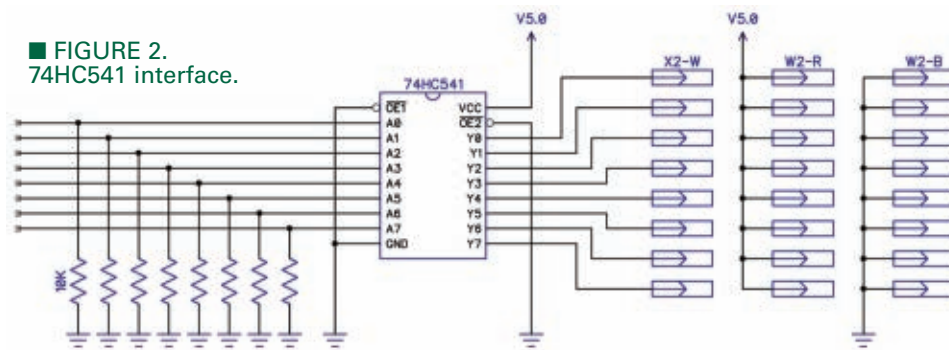 ■ FIGURE 2.
74HC541 interface.
V5.0
V5.0
74HC541
X2-W
W2-R
W2-B
OE1
VCC
A0
OE2
A1
Y0
A2
Y1
A3
Y2
A4
Y3
A5
Y4
A6
Y5
A7
Y6
GND
Y7
10K